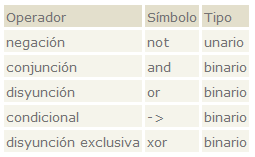 Operador Símbolo Tipo
negación not unario
conjunción and binario
disyunción or binario
condicional -> binario
disyunción exclusiva xor binario